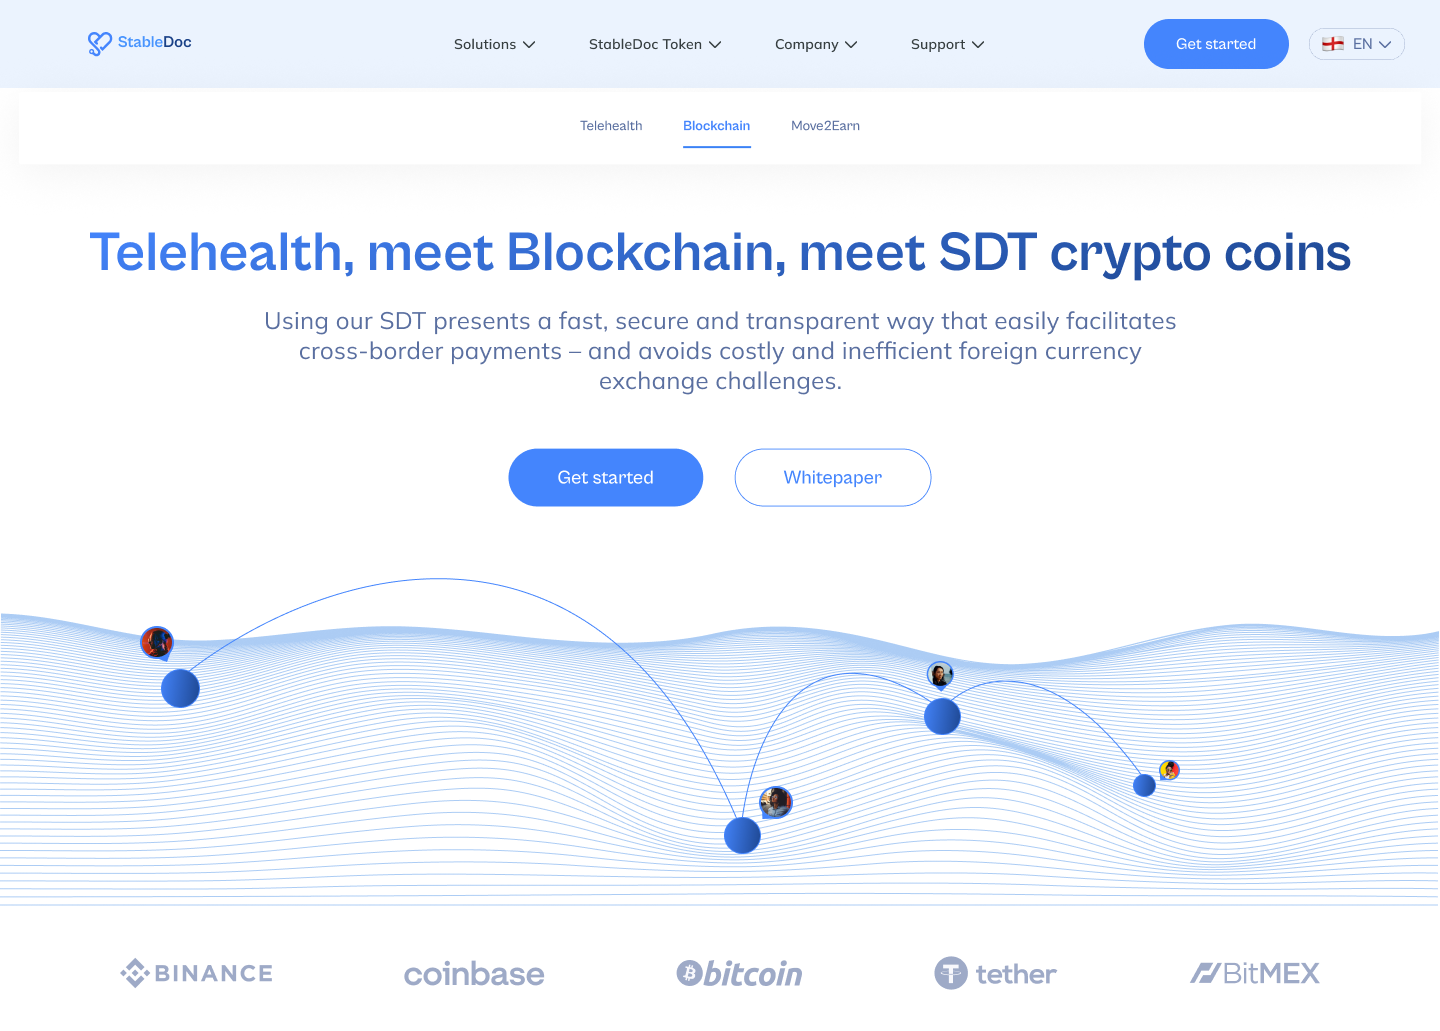 StableDoc
Solutions
StableDoc Token
Company
Support
Get started
EN
Telehealth
Blockchain
Move2Earn
Telehealth, meet Blockchain, meet SDT crypto coins
Using our SDT presents a fast, secure and transparent way that easily facilitates
cross-border payments – and avoids costly and inefficient foreign currency
exchange challenges.
Get started
Whitepaper
BINANCE
coinbase
bitcoin
tether
BitMEX